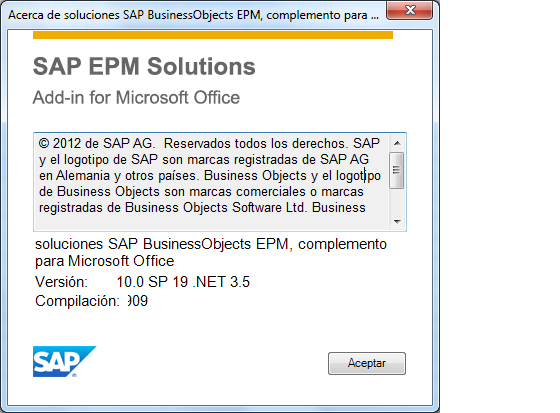 Acerca de soluciones SAP BusinessObjects EPM, complemento para ...
SAP EPM Solutions
Add-in for Microsoft Office
© 2012 de SAP AG. Reservados todos los derechos. SAP
y el logotipo de SAP son marcas registradas de SAP AG
en Alemania y otros países. Business Objects y el logotipo
de Business Objects son marcas comerciales o marcas
registradas de Business Objects Software Ltd. Business
soluciones SAP BusinessObjects EPM, complemento
para Microsoft Office
Versión: 10.0 SP 19 .NET 3.5
Compilación: 909
SAP
Aceptar